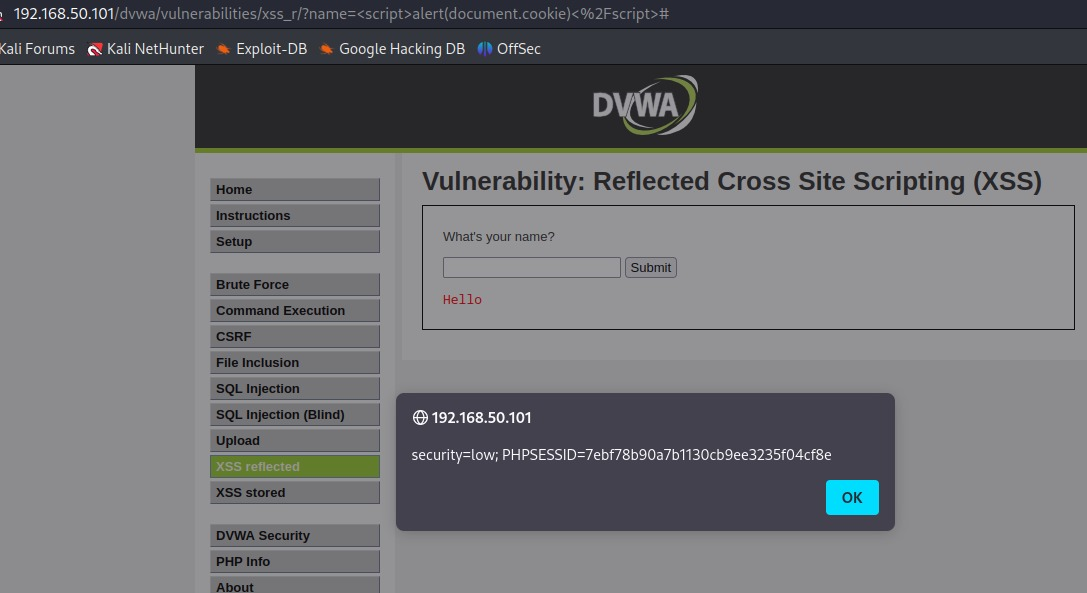 192.168.50.101/dvwa/vulnerabilities/xss_r/?name=<script>alert(document.cookie)<%2Fscript>#
Kali Forums Kali NetHunter Exploit-DB Google Hacking DB OffSec
DVWA
Home
Instructions
Setup
Brute Force
Command Execution
CSRF
File Inclusion
SQL Injection
SQL Injection (Blind)
Upload
XSS reflected
XSS stored
DVWA Security
PHP Info
About
Vulnerability: Reflected Cross Site Scripting (XSS)
What's your name?
Submit
Hello
192.168.50.101
security=low; PHPSESSID=7ebf78b90a7b1130cb9ee3235f04cf8e
OK